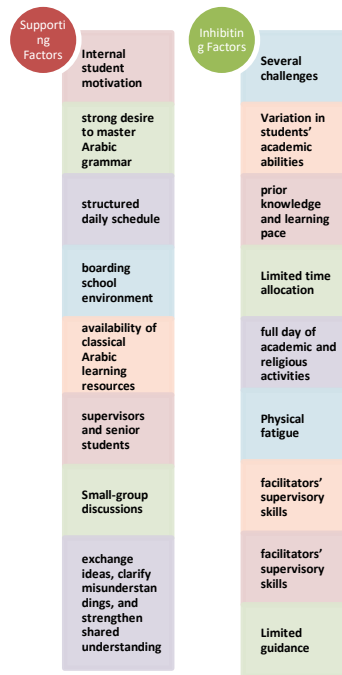 Supporti
ng
Factors
Internal
student
motivation
strong desire
to master
Arabic
grammar
structured
daily schedule
boarding
school
environment
availability of
classical
Arabic
learning
resources
supervisors
and senior
students
Small-group
discussions
exchange
ideas, clarify
misunderstan
dings, and
strengthen
shared
understanding
Inhibitin
g Factors
Several
challenges
Variation in
students’
academic
abilities
prior
knowledge
and learning
pace
Limited time
allocation
full day of
academic and
religious
activities
Physical
fatigue
facilitators’
supervisory
skills
facilitators’
supervisory
skills
Limited
guidance